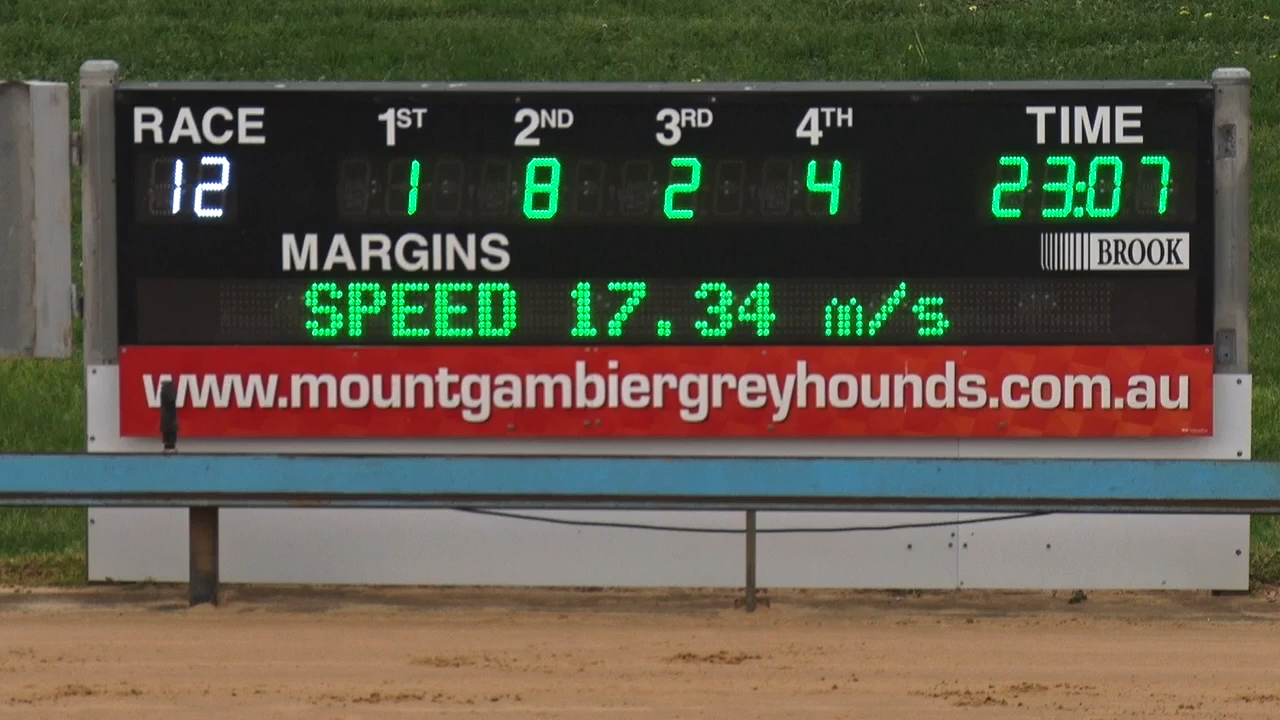 RACE 1ST 2ND 3RD 4TH TIME
12 1 8 2 4 23:07
MARGINS BROOK
SPEED 17.34 m/s
www.mountgambiergreyhounds.com.au